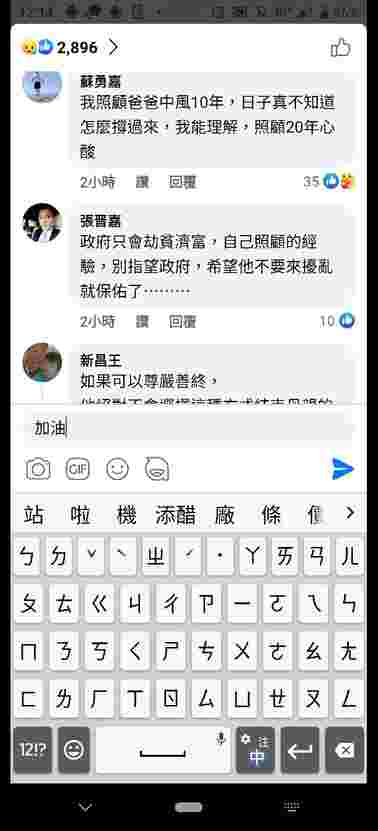 12:14
2,896
蘇勇嘉
我照顧爸爸中風10年，日子真不知道
怎麼撐過來，我能理解，照顧20年心
酸
2小時 讚 回覆 35
張晋嘉
政府只會劫貧濟富，自己照顧的經
驗，別指望政府，希望他不要來擾亂
就保佑了………
2小時 讚 回覆 10
新昌王
如果可以尊嚴善終，
加油
GIF
站 啦 機 添醋 廠 條
ㄅ ㄉ ˇ ˋ ㄓ ˊ ˙ ㄚ ㄞ ㄢ ㄦ
ㄆ ㄊ ㄍ ㄐ ㄔ ㄗ ㄧ ㄛ ㄟ ㄣ
ㄇ ㄋ ㄎ ㄑ ㄕ ㄘ ㄨ ㄜ ㄠ ㄤ
ㄈ ㄌ ㄏ ㄒ ㄖ ㄙ ㄩ ㄝ ㄡ ㄥ
12!? 注
中